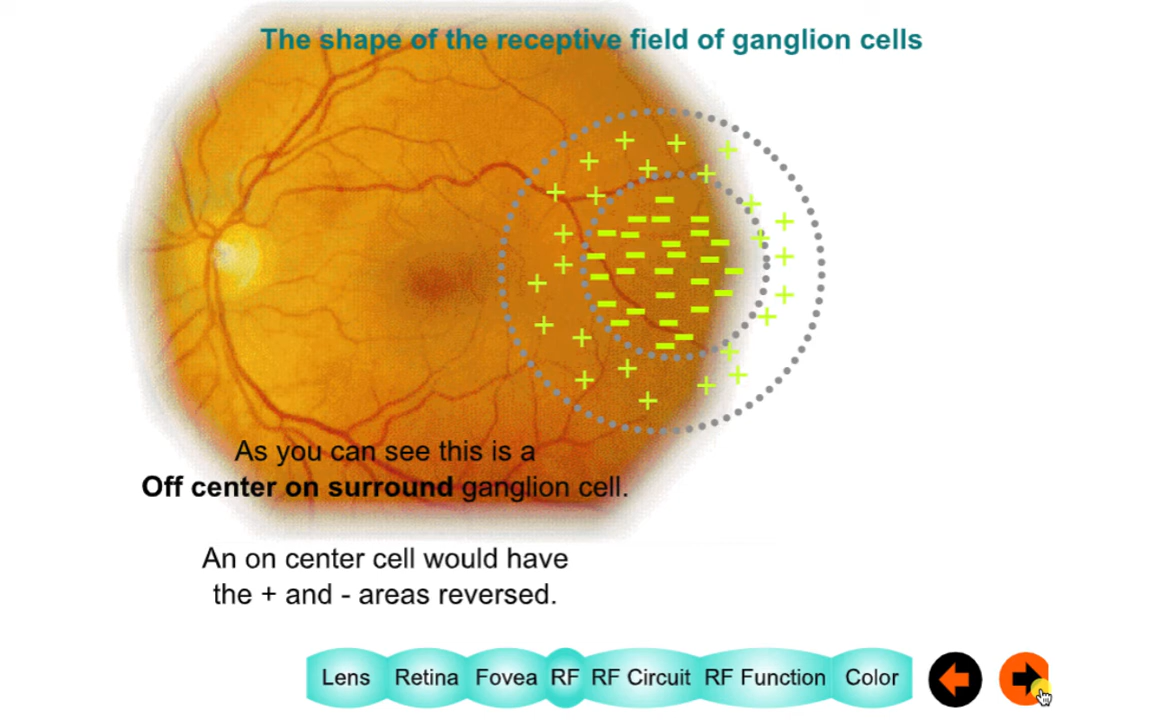 The shape of the receptive field of ganglion cells
As you can see this is a
Off center on surround ganglion cell.
An on center cell would have
the + and - areas reversed.
Lens Retina Fovea RF RF Circuit RF Function Color